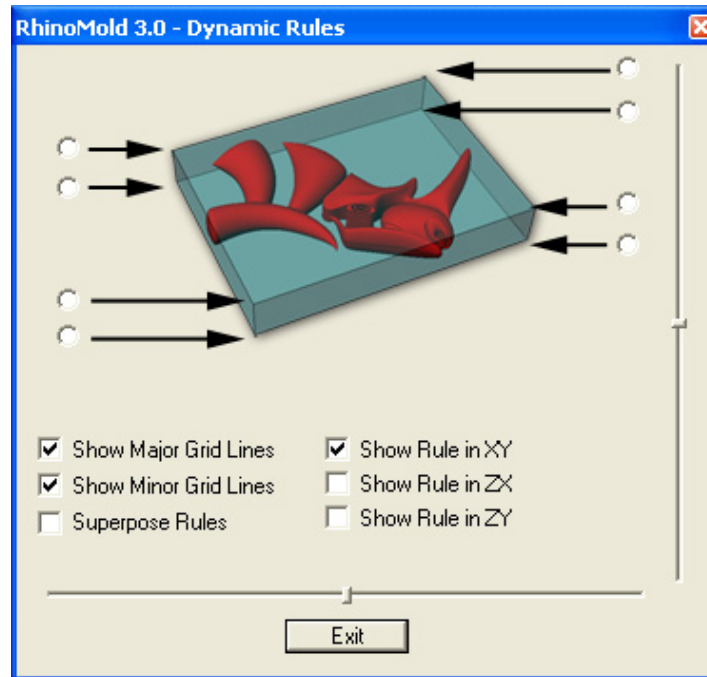 RhinoMold 3.0 - Dynamic Rules
Show Major Grid Lines
Show Rule in XY
Show Minor Grid Lines
Show Rule in ZX
Superpose Rules
Show Rule in ZY
Exit